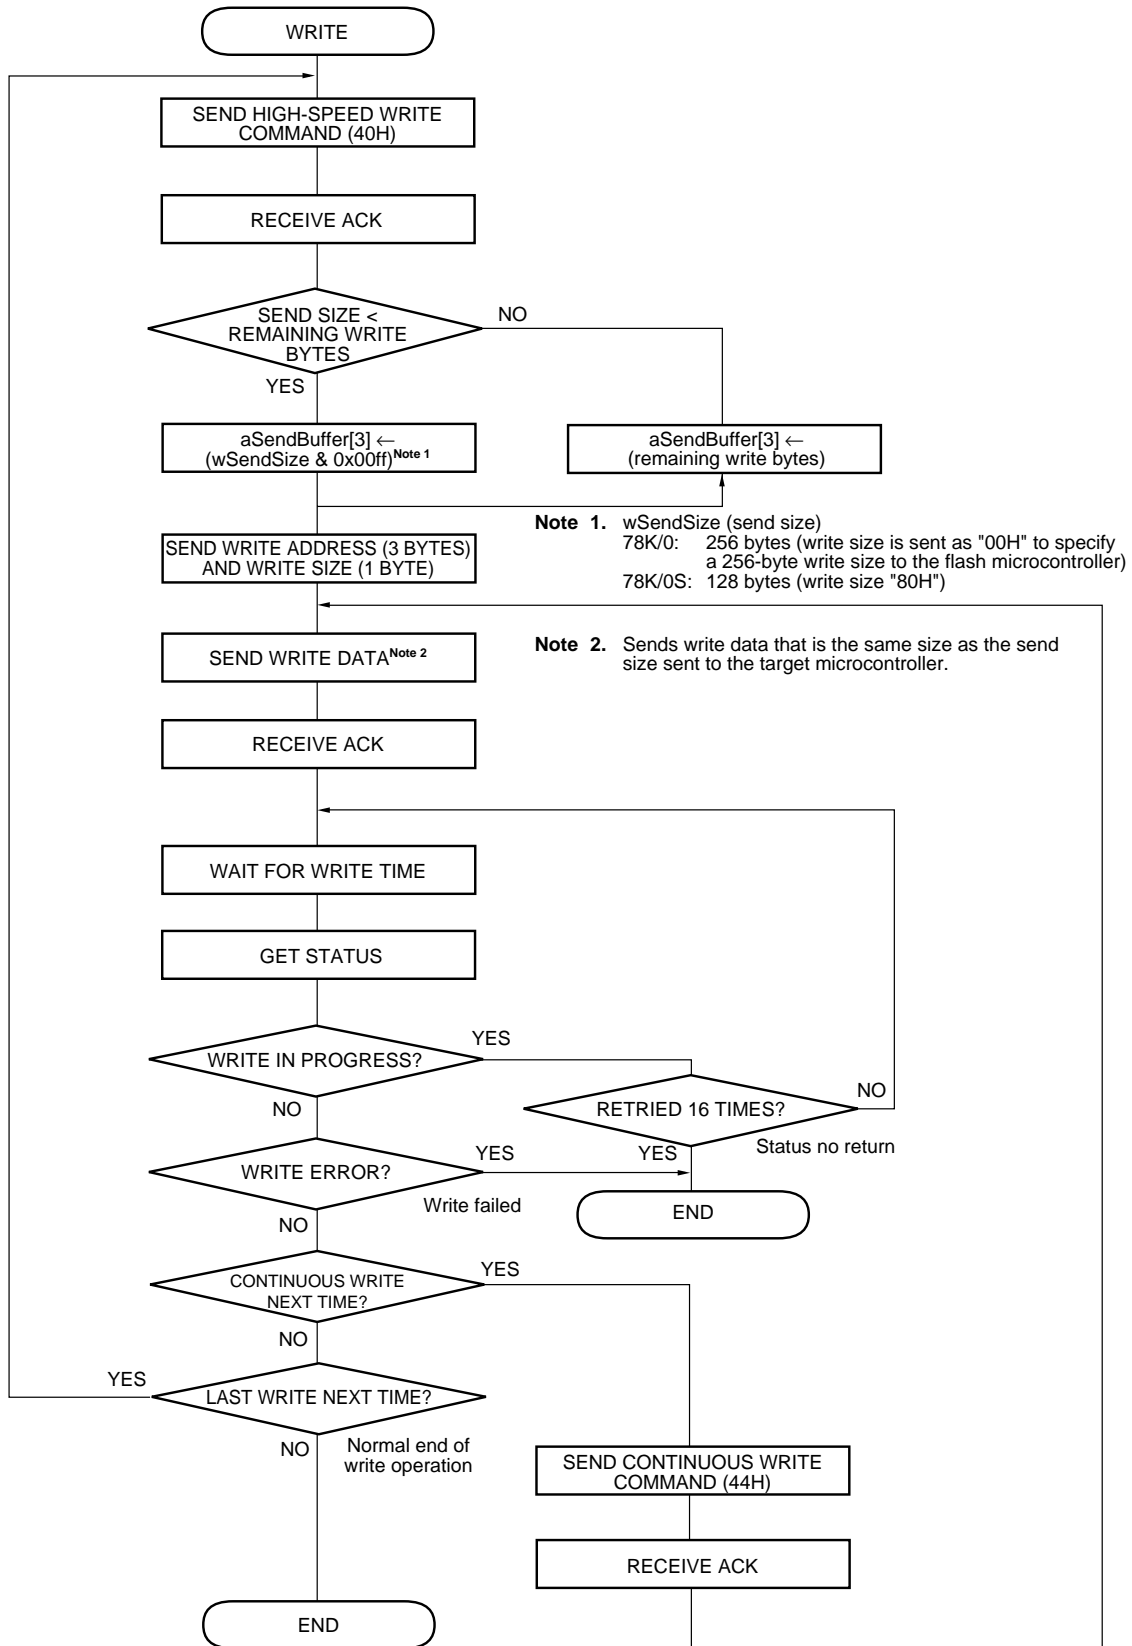 WRITE
SEND HIGH-SPEED WRITE
COMMAND (40H)
RECEIVE ACK
SEND SIZE <
REMAINING WRITE
BYTES
NO
YES
aSendBuffer[3] ←
(wSendSize & 0x00ff)Note 1
aSendBuffer[3] ←
(remaining write bytes)
SEND WRITE ADDRESS (3 BYTES)
AND WRITE SIZE (1 BYTE)
Note 1. wSendSize (send size)
78K/0: 256 bytes (write size is sent as "00H" to specify
a 256-byte write size to the flash microcontroller)
78K/0S: 128 bytes (write size "80H")
SEND WRITE DATANote 2
Note 2. Sends write data that is the same size as the send
size sent to the target microcontroller.
RECEIVE ACK
WAIT FOR WRITE TIME
GET STATUS
WRITE IN PROGRESS?
YES
NO
RETRIED 16 TIMES?
NO
YES
Status no return
WRITE ERROR?
YES
Write failed
NO
END
CONTINUOUS WRITE
NEXT TIME?
YES
NO
LAST WRITE NEXT TIME?
YES
NO
Normal end of
write operation
SEND CONTINUOUS WRITE
COMMAND (44H)
RECEIVE ACK
END